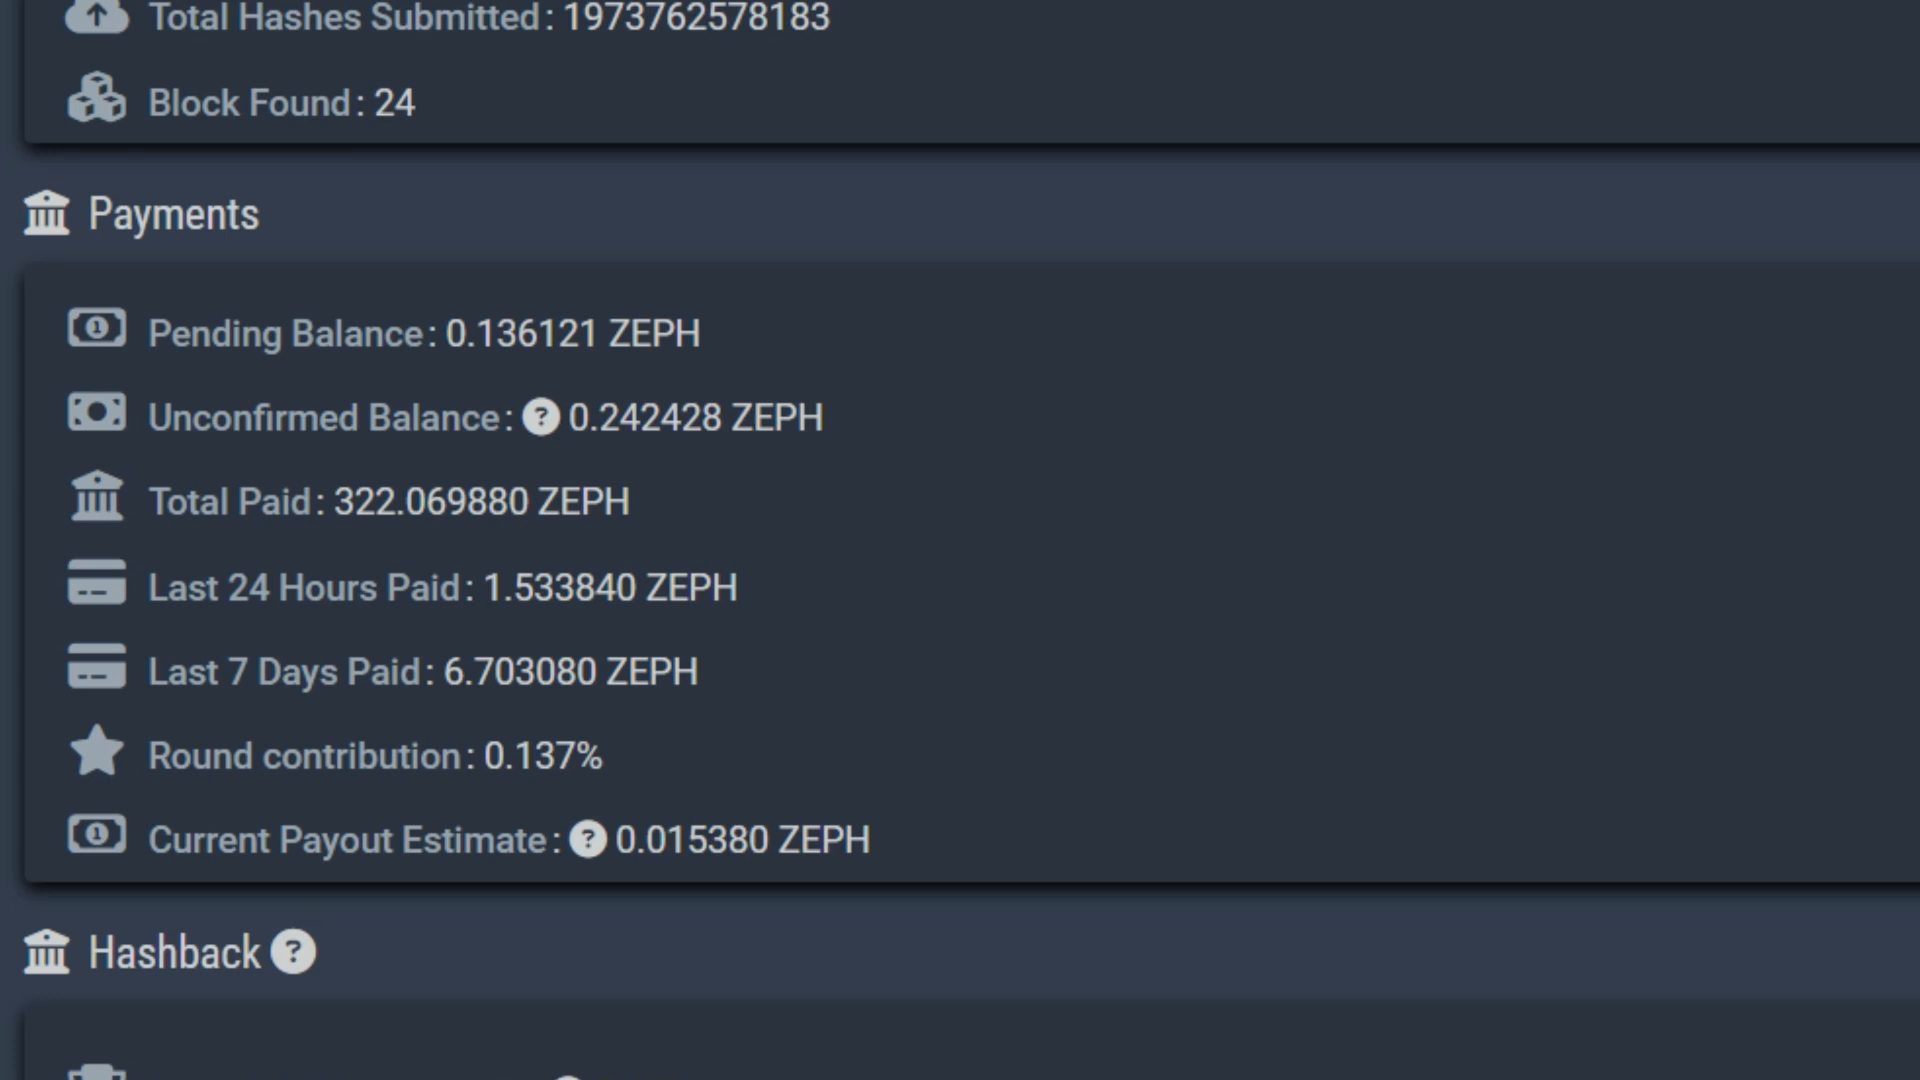 Total Hashes Submitted: 1973762578183
Block Found: 24
Payments
Pending Balance: 0.136121 ZEPH
Unconfirmed Balance: ? 0.242428 ZEPH
Total Paid: 322.069880 ZEPH
Last 24 Hours Paid: 1.533840 ZEPH
Last 7 Days Paid: 6.703080 ZEPH
Round contribution: 0.137%
Current Payout Estimate: ? 0.015380 ZEPH
Hashback ?